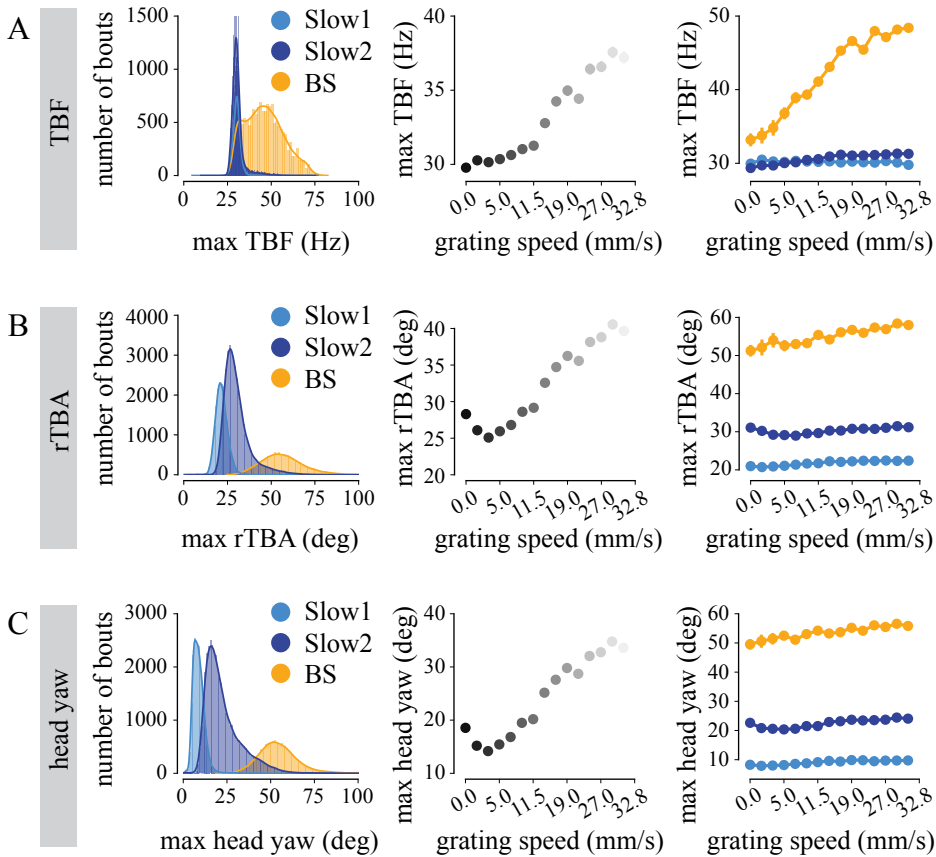 A
TBF
number of bouts
1500
1000
500
0
0 25 50 75 100
max TBF (Hz)
Slow1
Slow2
BS
max TBF (Hz)
40
35
30
0.0 5.0 11.5 19.0 27.0 32.8
grating speed (mm/s)
max TBF (Hz)
50
40
30
0.0 5.0 11.5 19.0 27.0 32.8
grating speed (mm/s)
B
rTBA
number of bouts
4000
3000
2000
1000
0
0 25 50 75 100
max rTBA (deg)
Slow1
Slow2
BS
max rTBA (deg)
40
35
30
25
20
0.0 5.0 11.5 19.0 27.0 32.8
grating speed (mm/s)
max rTBA (deg)
60
50
40
30
20
0.0 5.0 11.5 19.0 27.0 32.8
grating speed (mm/s)
C
head yaw
number of bouts
3000
2000
1000
0
0 25 50 75 100
max head yaw (deg)
Slow1
Slow2
BS
max head yaw (deg)
40
30
20
10
0.0 5.0 11.5 19.0 27.0 32.8
grating speed (mm/s)
max head yaw (deg)
60
50
40
30
20
10
0.0 5.0 11.5 19.0 27.0 32.8
grating speed (mm/s)